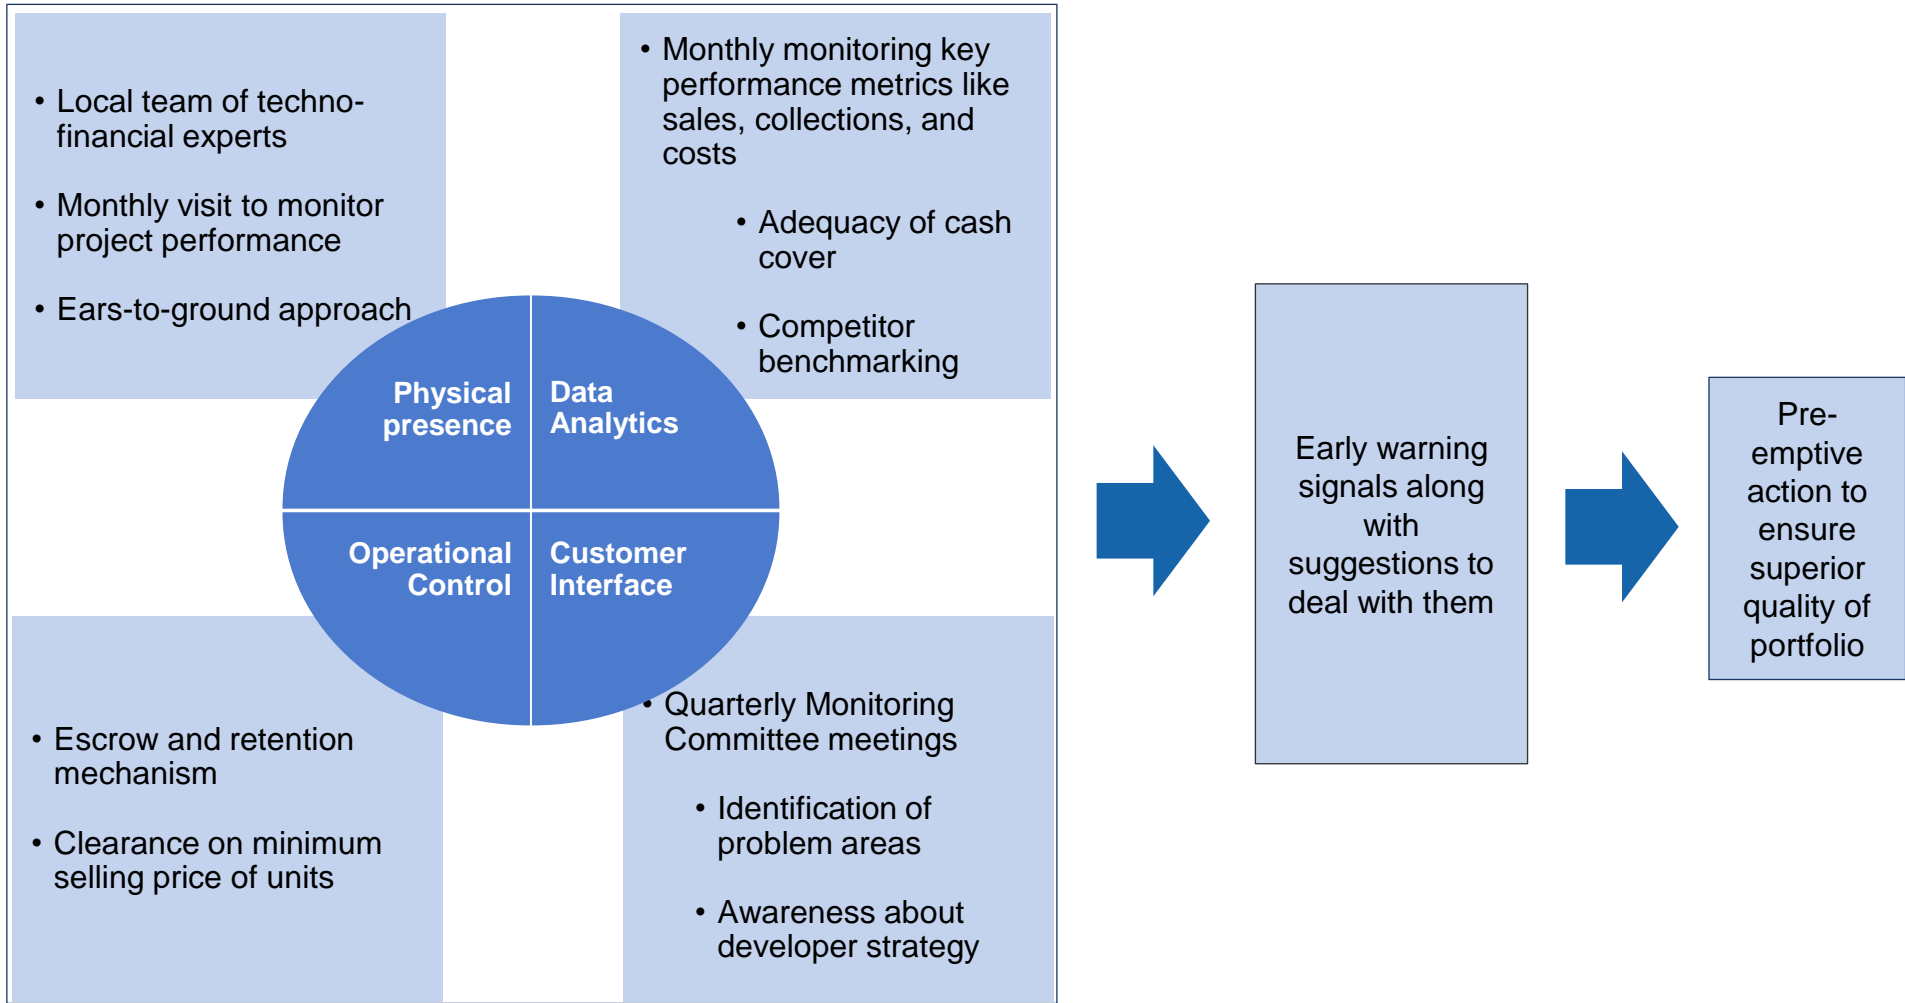 • Local team of techno-
financial experts
• Monthly visit to monitor
project performance
• Ears-to-ground approach
• Monthly monitoring key
performance metrics like
sales, collections, and
costs
• Adequacy of cash
cover
• Competitor
benchmarking
Physical
presence
Data
Analytics
Operational
Control
Customer
Interface
• Escrow and retention
mechanism
• Clearance on minimum
selling price of units
• Quarterly Monitoring
Committee meetings
• Identification of
problem areas
• Awareness about
developer strategy
Early warning
signals along
with
suggestions to
deal with them
Pre-
emptive
action to
ensure
superior
quality of
portfolio